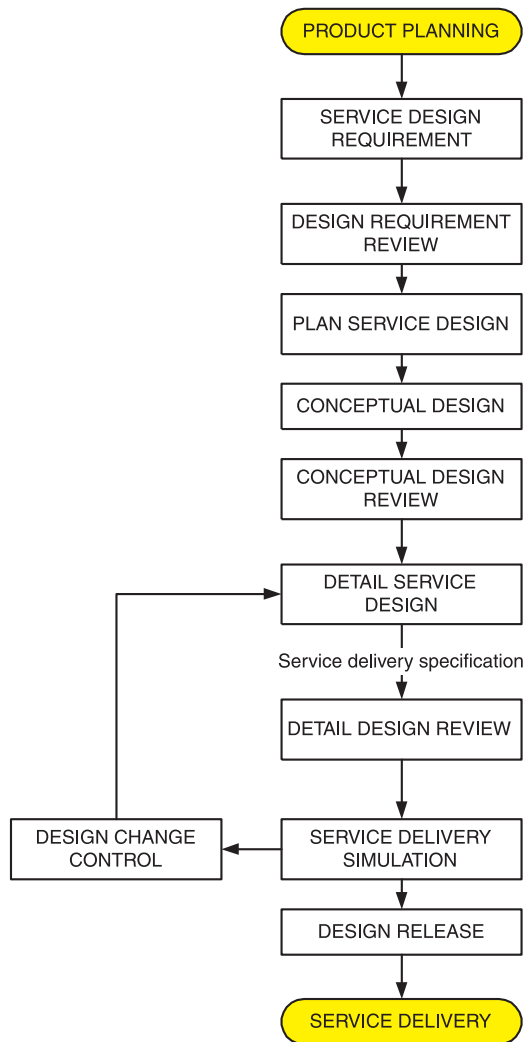 PRODUCT PLANNING
SERVICE DESIGN
REQUIREMENT
DESIGN REQUIREMENT
REVIEW
PLAN SERVICE DESIGN
CONCEPTUAL DESIGN
CONCEPTUAL DESIGN
REVIEW
DETAIL SERVICE
DESIGN
Service delivery specification
DETAIL DESIGN REVIEW
DESIGN CHANGE
CONTROL
SERVICE DELIVERY
SIMULATION
DESIGN RELEASE
SERVICE DELIVERY